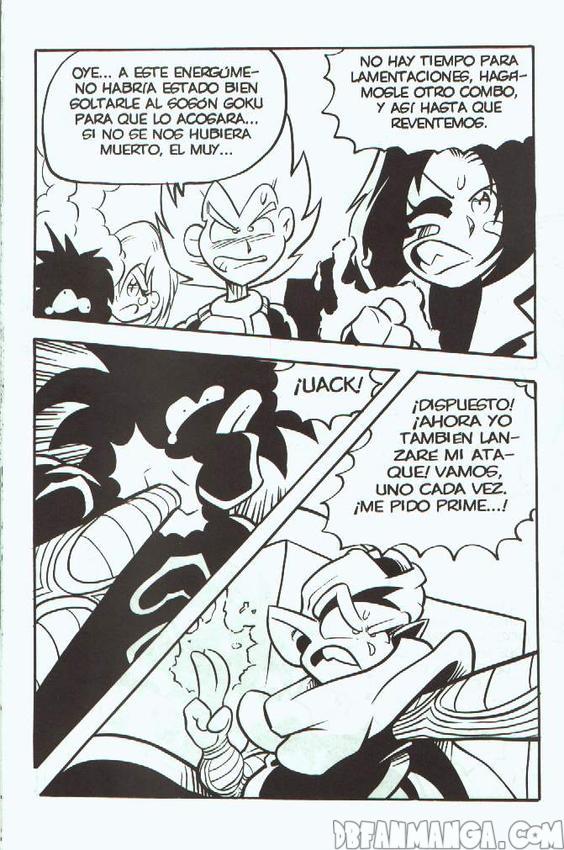 OYE... A ESTE ENERGÚME-
NO HABRÍA ESTADO BIEN
SOLTARLE AL SOSÓN GOKU
PARA QUE LO ACOSARA...
SI NO SE NOS HUBIERA
MUERTO, EL MUY...
NO HAY TIEMPO PARA
LAMENTACIONES, HAGA-
MOSLE OTRO COMBO,
Y ASÍ HASTA QUE
REVENTEMOS.
¡UACK!
¡DISPUESTO!
¡AHORA YO
TAMBIEN LAN-
ZARE MI ATA-
QUE! VAMOS,
UNO CADA VEZ.
¡ME PIDO PRIME...!
DBFANMANGA.COM